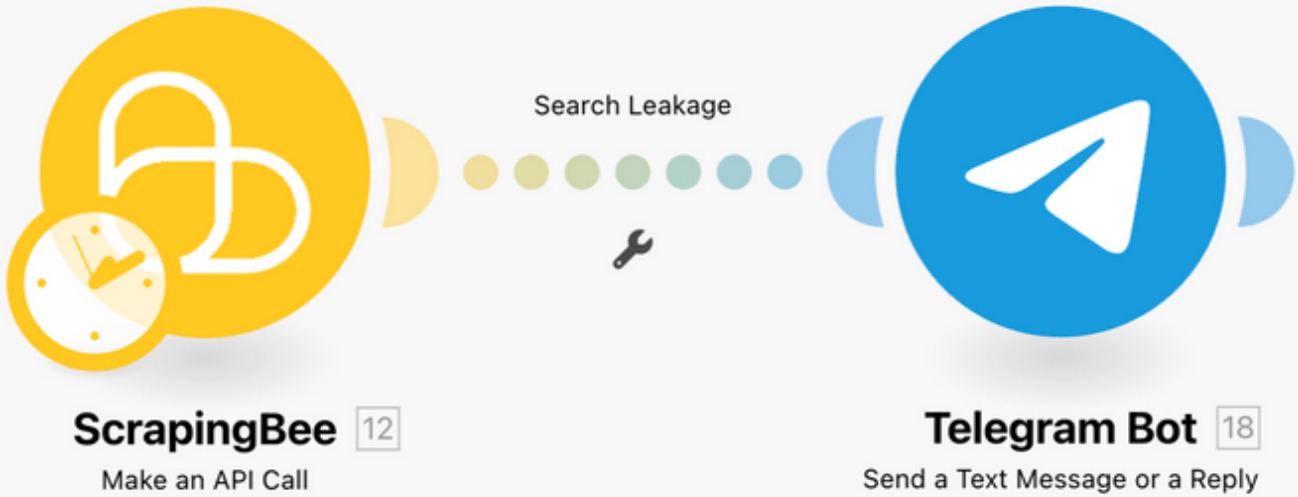 Search Leakage
ScrapingBee 12
Make an API Call
Telegram Bot 18
Send a Text Message or a Reply